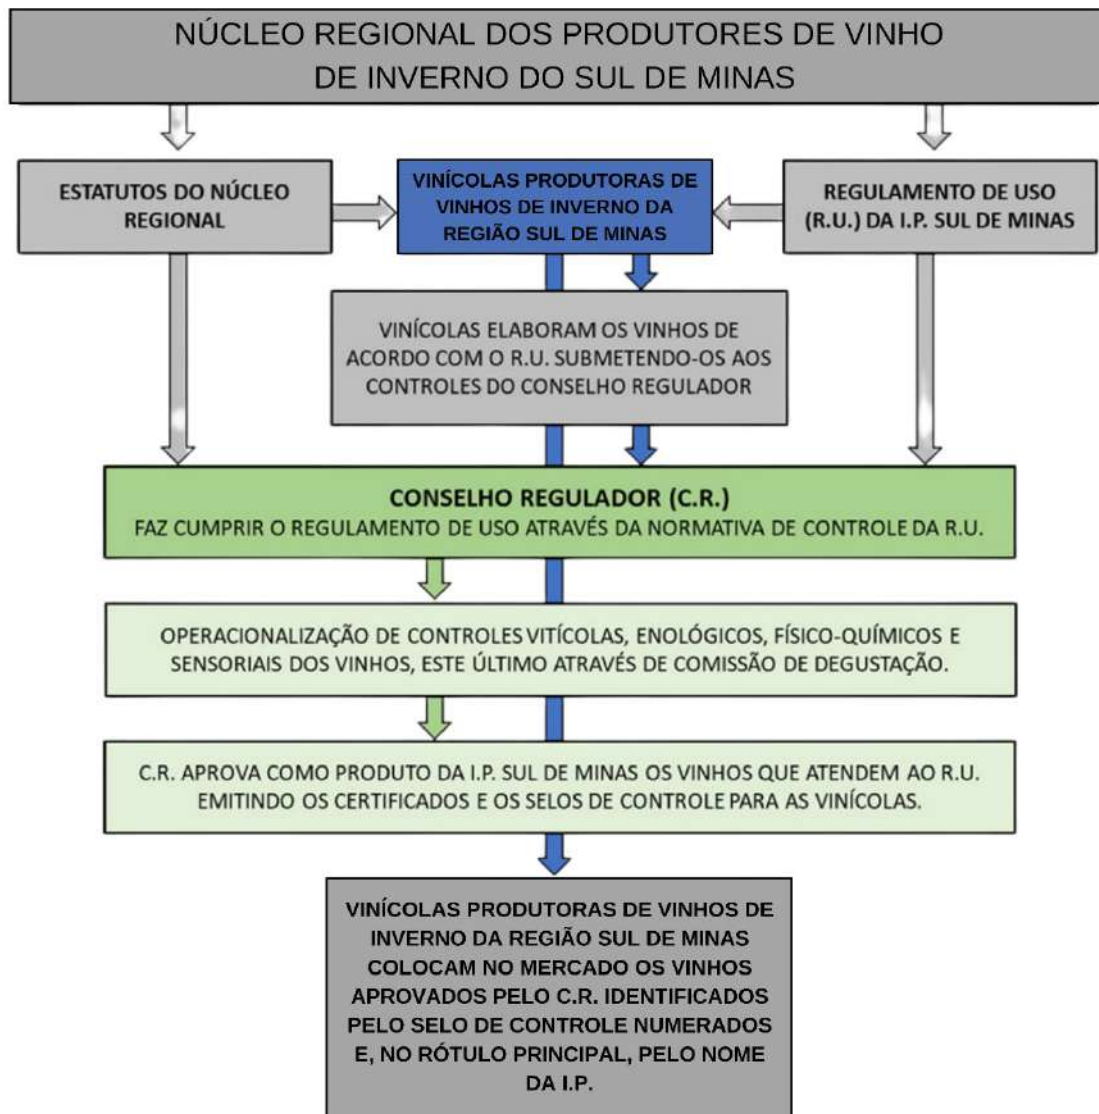 NÚCLEO REGIONAL DOS PRODUTORES DE VINHO
DE INVERNO DO SUL DE MINAS
ESTATUTOS DO NÚCLEO
REGIONAL
VINÍCOLAS PRODUTORAS DE
VINHOS DE INVERNO DA
REGIÃO SUL DE MINAS
REGULAMENTO DE USO
(R.U.) DA I.P. SUL DE MINAS
VINÍCOLAS ELABORAM OS VINHOS DE
ACORDO COM O R.U. SUBMETENDO-OS AOS
CONTROLES DO CONSELHO REGULADOR
CONSELHO REGULADOR (C.R.)
FAZ CUMPRIR O REGULAMENTO DE USO ATRAVÉS DA NORMATIVA DE CONTROLE DA R.U.
OPERACIONALIZAÇÃO DE CONTROLES VITÍCOLAS, ENOLÓGICOS, FÍSICO-QUÍMICOS E
SENSORIAIS DOS VINHOS, ESTE ÚLTIMO ATRAVÉS DE COMISSÃO DE DEGUSTAÇÃO.
C.R. APROVA COMO PRODUTO DA I.P. SUL DE MINAS OS VINHOS QUE ATENDEM AO R.U.
EMITINDO OS CERTIFICADOS E OS SELOS DE CONTROLE PARA AS VINÍCOLAS.
VINÍCOLAS PRODUTORAS DE VINHOS DE
INVERNO DA REGIÃO SUL DE MINAS
COLOCAM NO MERCADO OS VINHOS
APROVADOS PELO C.R. IDENTIFICADOS
PELO SELO DE CONTROLE NUMERADOS
E, NO RÓTULO PRINCIPAL, PELO NOME
DA I.P.